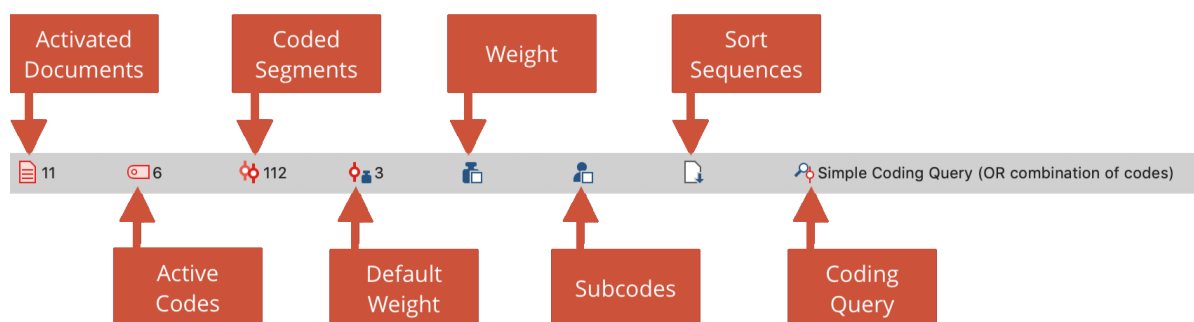 Activated
Documents
Coded
Segments
Weight
Sort
Sequences
11
6
112
3
Simple Coding Query (OR combination of codes)
Active
Codes
Default
Weight
Subcodes
Coding
Query